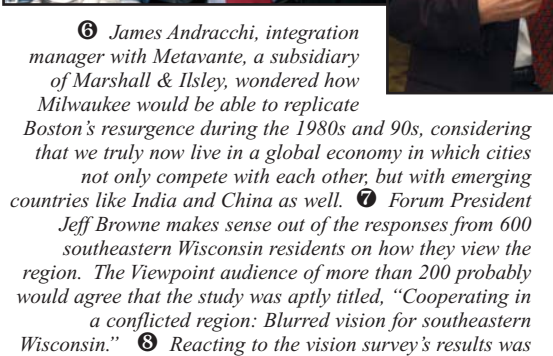 ❻ James Andracchi, integration
manager with Metavante, a subsidiary
of Marshall & Ilsley, wondered how
Milwaukee would be able to replicate
Boston’s resurgence during the 1980s and 90s, considering
that we truly now live in a global economy in which cities
not only compete with each other, but with emerging
countries like India and China as well. ❼ Forum President
Jeff Browne makes sense out of the responses from 600
southeastern Wisconsin residents on how they view the
region. The Viewpoint audience of more than 200 probably
would agree that the study was aptly titled, “Cooperating in
a conflicted region: Blurred vision for southeastern
Wisconsin.” ❽ Reacting to the vision survey’s results was